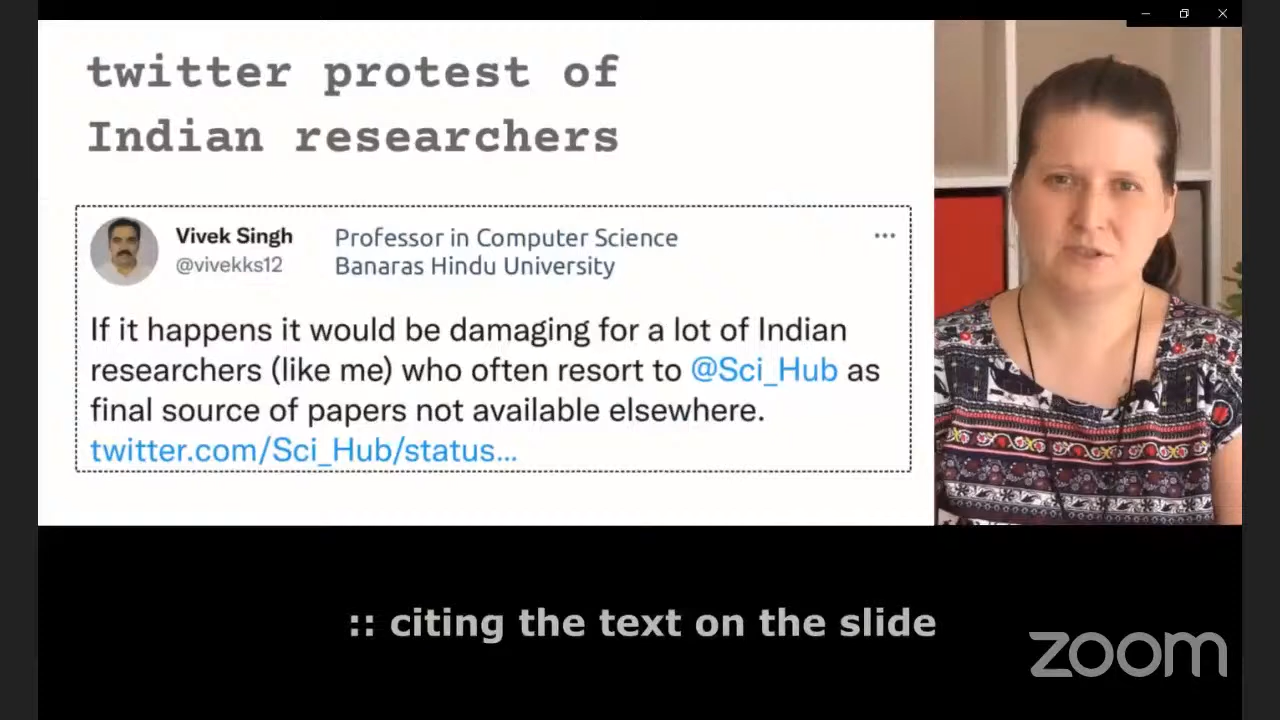 twitter protest of
Indian researchers
Vivek Singh
@vivekks12
Professor in Computer Science
Banaras Hindu University
If it happens it would be damaging for a lot of Indian
researchers (like me) who often resort to @Sci_Hub as
final source of papers not available elsewhere.
twitter.com/Sci_Hub/status...
:: citing the text on the slide
zoom